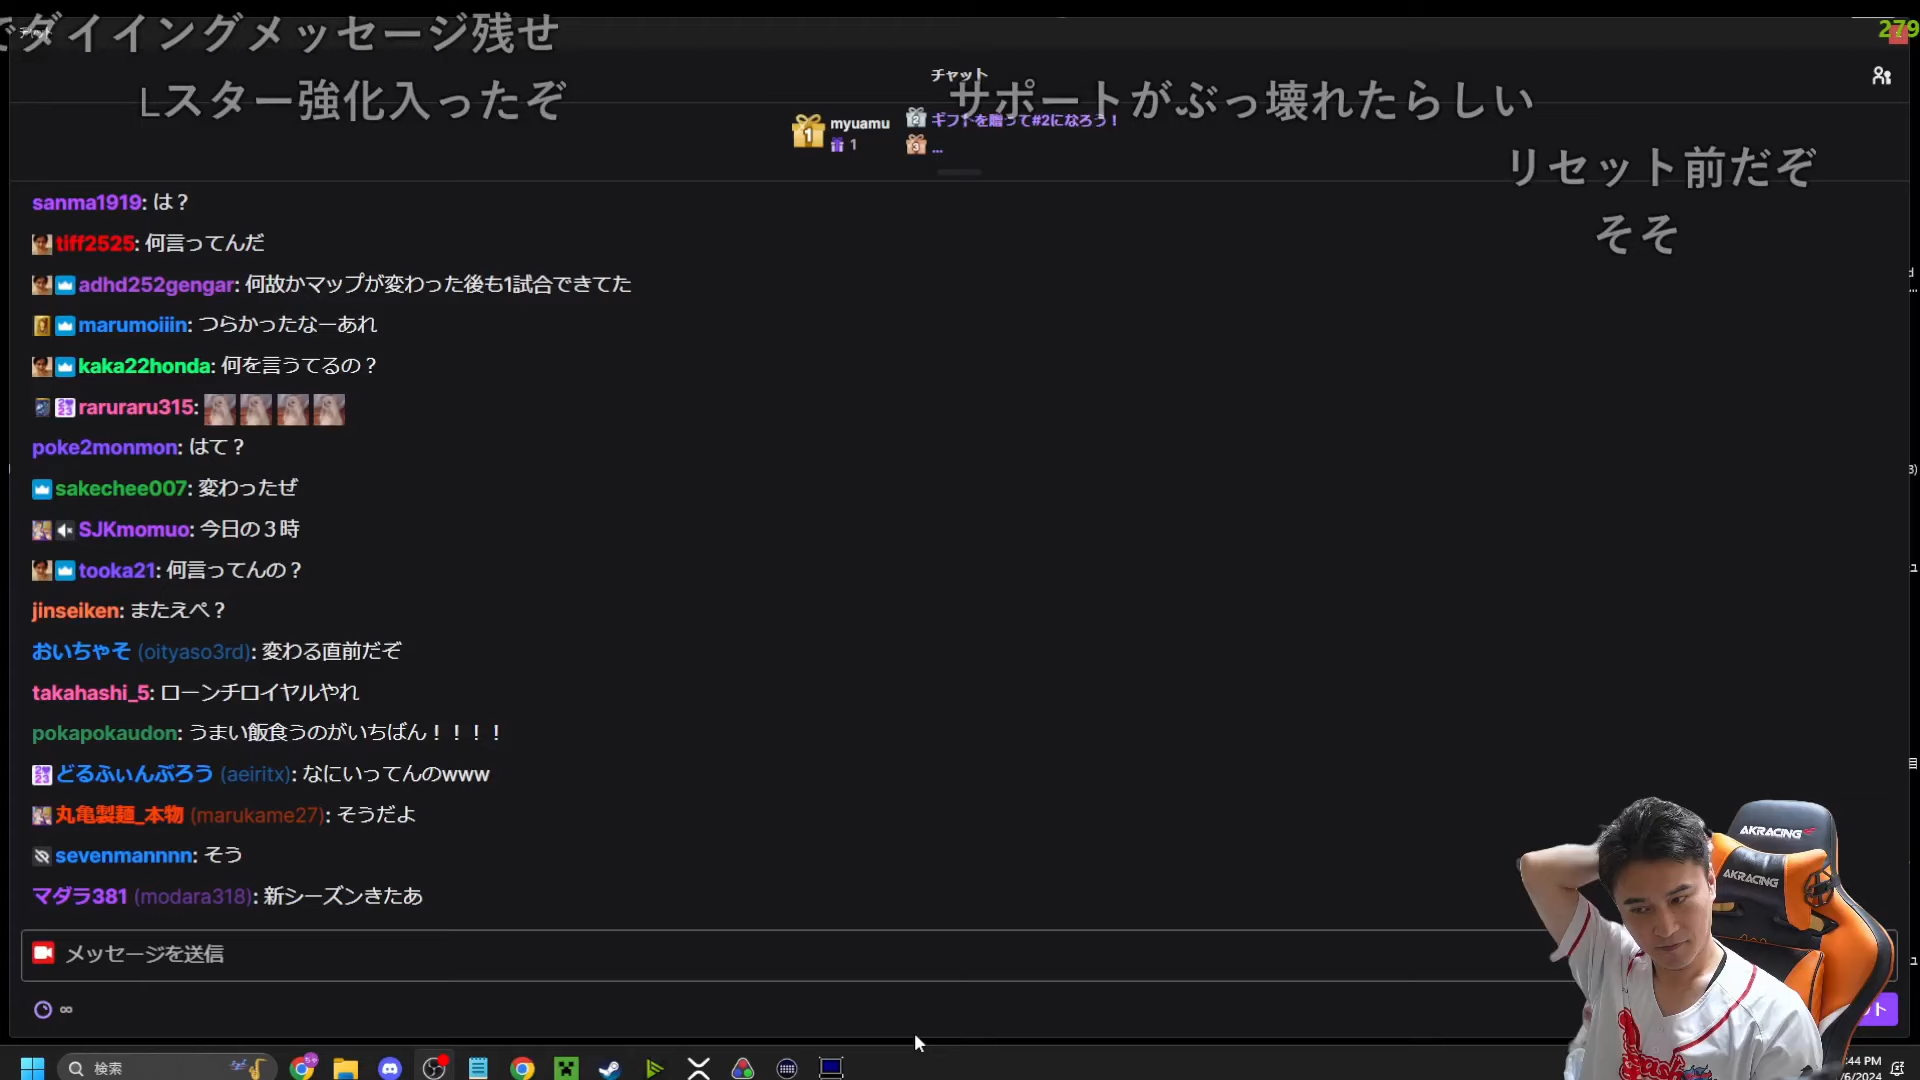 でダイイングメッセージ残せ
279
チャット
Lスター強化入ったぞ
サポートがぶっ壊れたらしい
myuamu
1
1
2
ギフトを贈って#2になろう！
3
...
リセット前だぞ
そそ
sanma1919: は？
tiff2525: 何言ってんだ
adhd252gengar: 何故かマップが変わった後も1試合できてた
marumoiiin: つらかったなーあれ
kaka22honda: 何を言うてるの？
raruraru315:
poke2monmon: はて？
sakechee007: 変わったぜ
SJKmomuo: 今日の３時
tooka21: 何言ってんの？
jinseiken: またえぺ？
おいちゃそ (oityaso3rd): 変わる直前だぞ
takahashi_5: ローンチロイヤルやれ
pokapokaudon: うまい飯食うのがいちばん！！！！
どるふぃんぶろう (aeiritx): なにいってんのwww
丸亀製麺_本物 (marukame27): そうだよ
sevenmannnn: そう
マダラ381 (modara318): 新シーズンきたあ
メッセージを送信
∞
ト
AKRACING
AKRACING
検索
:44 PM
/6/2024